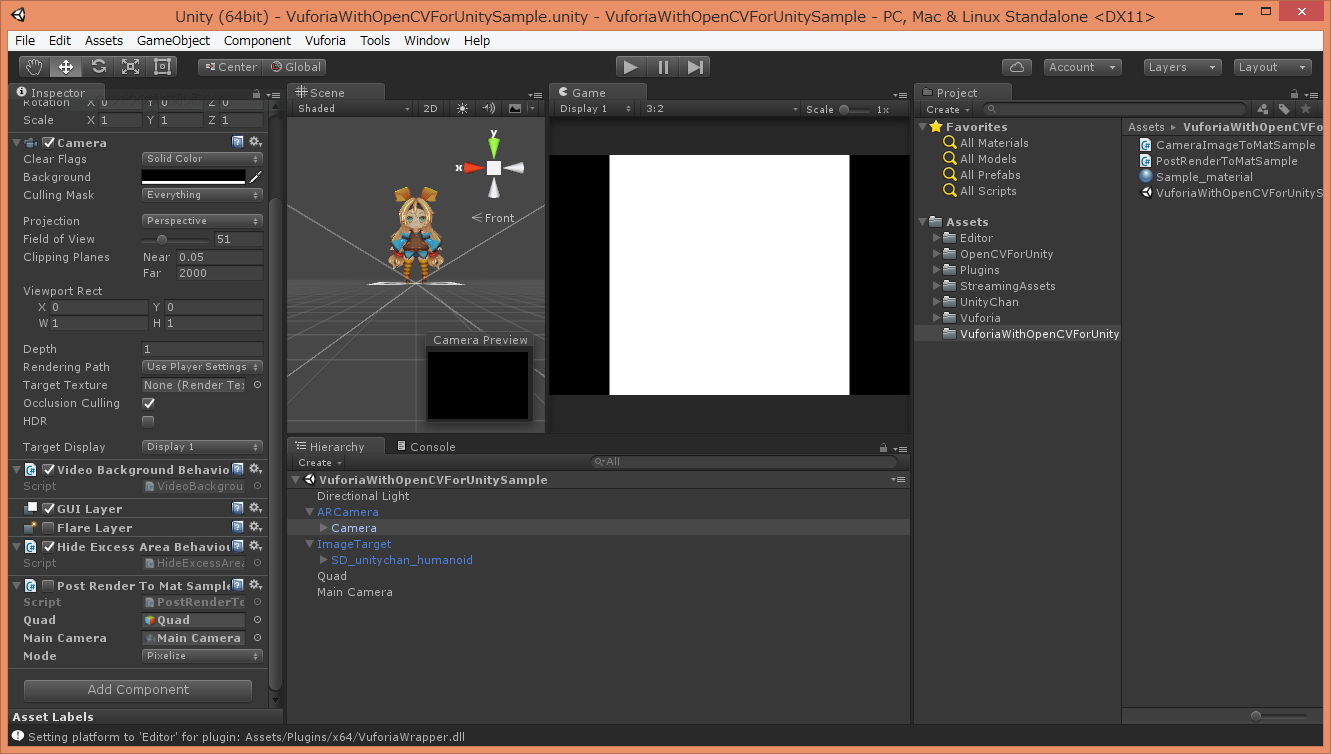 Unity (64bit) - VuforiaWithOpenCVForUnitySample.unity - VuforiaWithOpenCVForUnitySample - PC, Mac & Linux Standalone <DX11>
File Edit Assets GameObject Component Vuforia Tools Window Help
Center Global Account Layers Layout
Inspector
Rotation X 0 Y 0 Z 0
Scale X 1 Y 1 Z 1
Camera
Clear Flags Solid Color
Background
Culling Mask Everything
Projection Perspective
Field of View 51
Clipping Planes Near 0.05
Far 2000
Viewport Rect
X 0 Y 0
W 1 H 1
Depth 1
Rendering Path Use Player Settings
Target Texture None (Render Te
Occlusion Culling
HDR
Target Display Display 1
Video Background Behavio
Script VideoBackgrou
GUI Layer
Flare Layer
Hide Excess Area Behaviou
Script HideExcessArea
Post Render To Mat Sample
Script PostRenderTo
Quad Quad
Main Camera Main Camera
Mode Pixelize
Add Component
Asset Labels
Scene
Shaded 2D
y
x
Front
Camera Preview
Game
Display 1 3:2 Scale 1x
Hierarchy Console
Create All
VuforiaWithOpenCVForUnitySample
Directional Light
ARCamera
Camera
ImageTarget
SD_unitychan_humanoid
Quad
Main Camera
Project
Create
Favorites
All Materials
All Models
All Prefabs
All Scripts
Assets
Editor
OpenCVForUnity
Plugins
StreamingAssets
UnityChan
Vuforia
VuforiaWithOpenCVForUnity
Assets VuforiaWithOpenCVFo
CameraImageToMatSample
PostRenderToMatSample
Sample_material
VuforiaWithOpenCVForUnityS
Setting platform to 'Editor' for plugin: Assets/Plugins/x64/VuforiaWrapper.dll